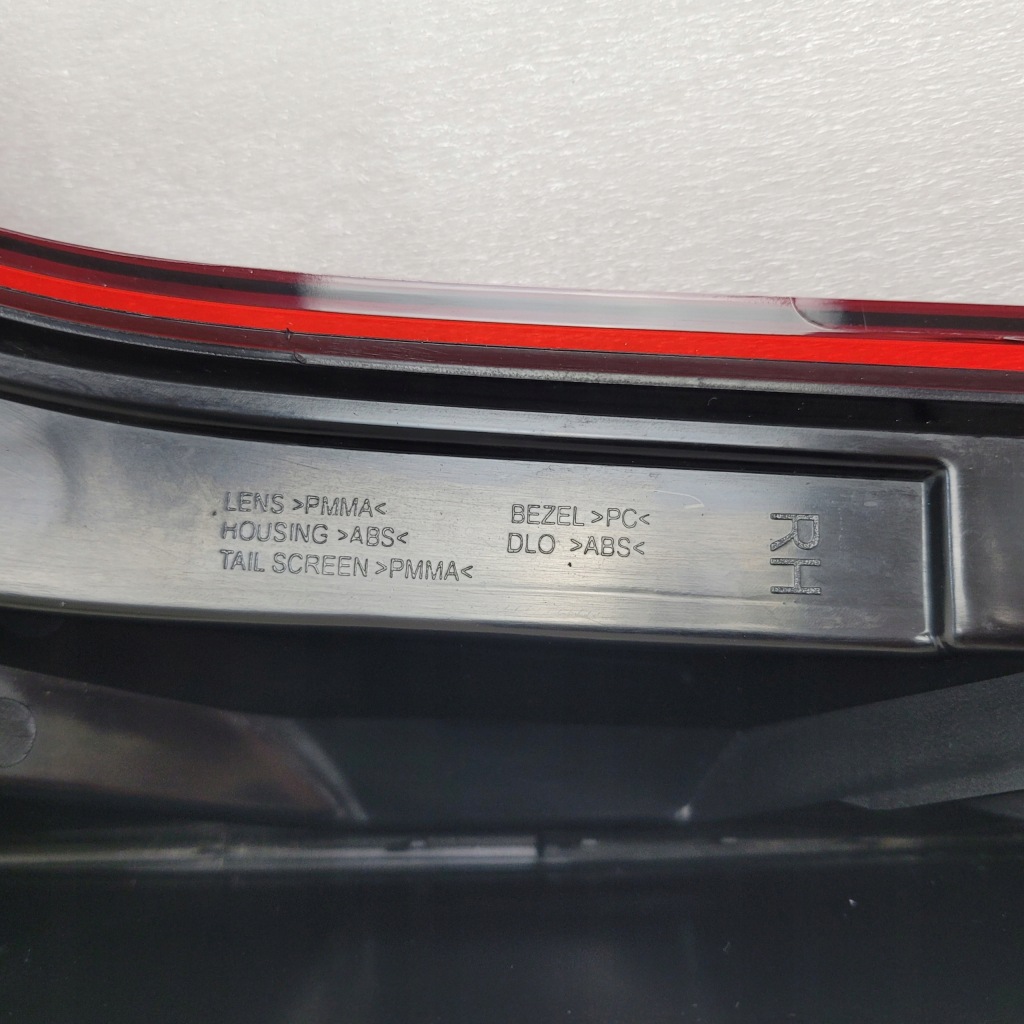 LENS >PMMA<
HOUSING >ABS<
TAIL SCREEN >PMMA<
BEZEL >PC<
DLO >ABS<
RH